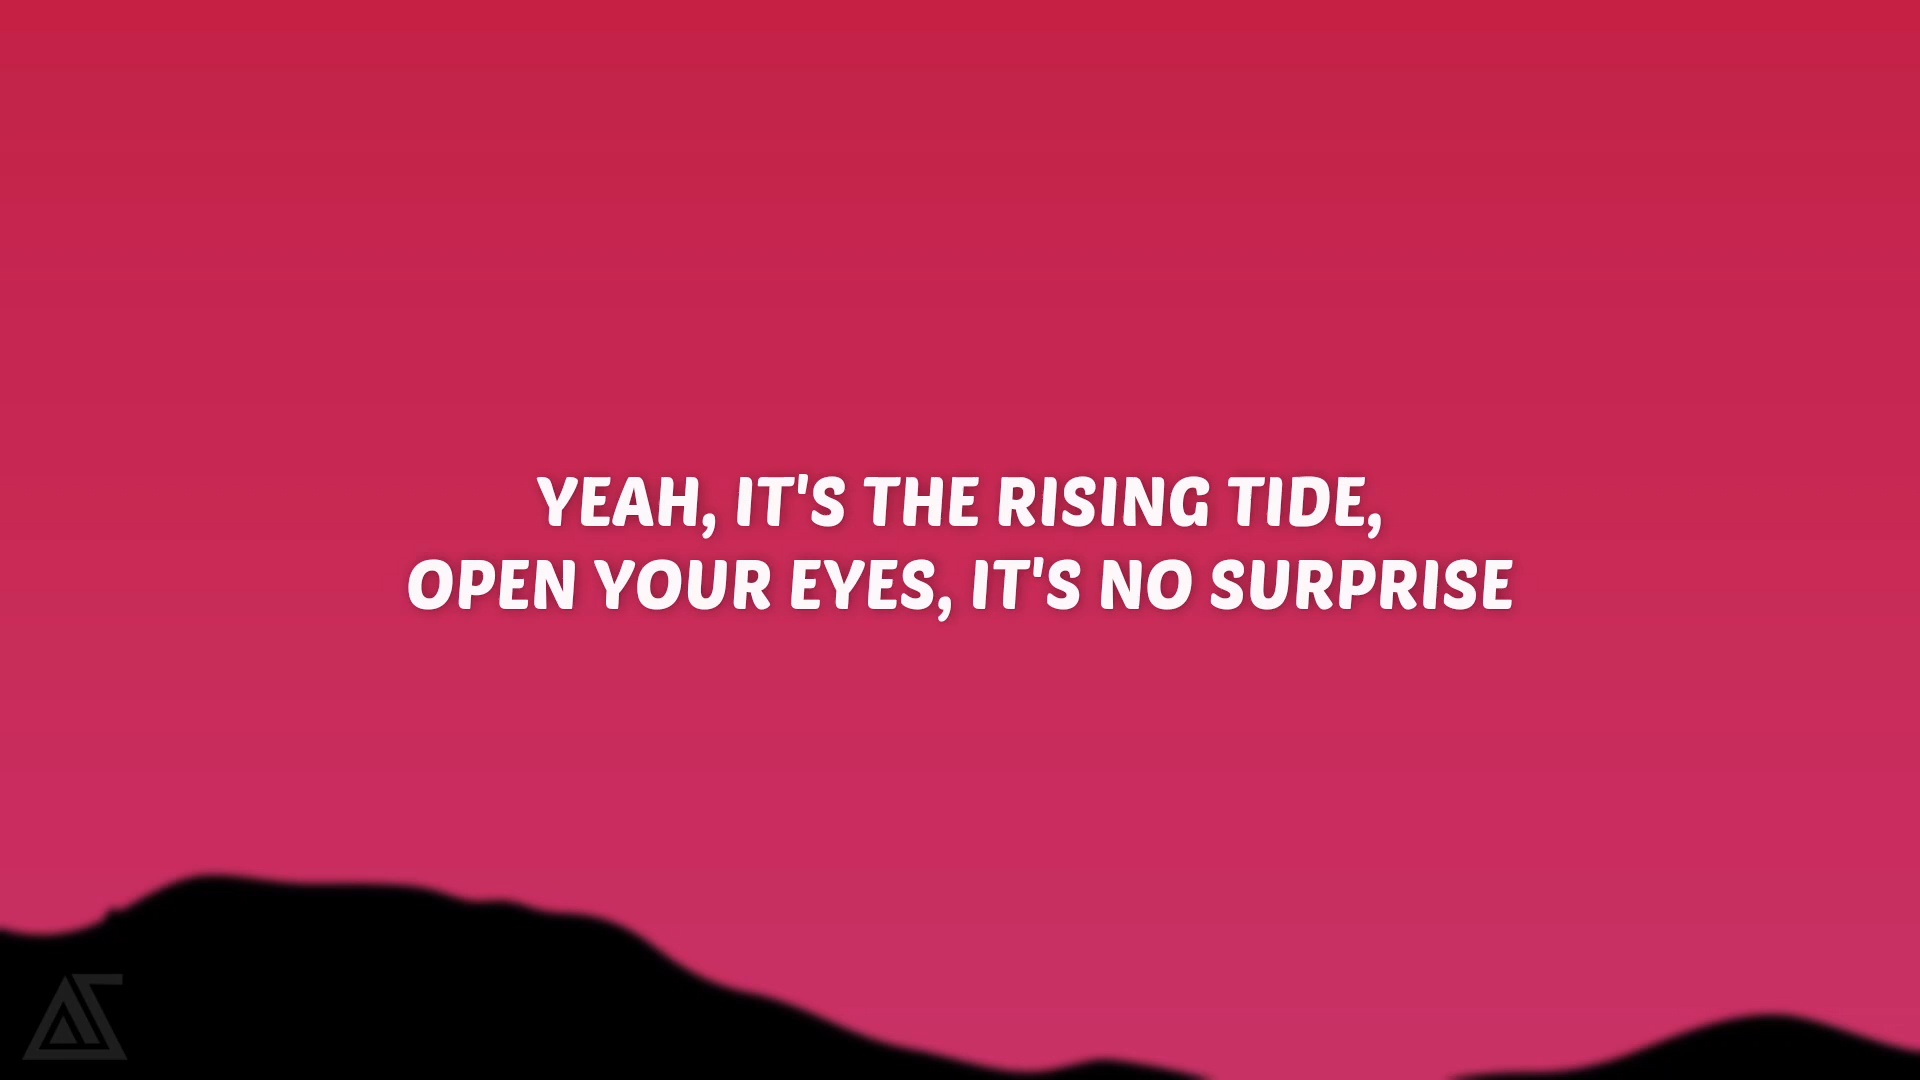 YEAH, IT'S THE RISING TIDE,
OPEN YOUR EYES, IT'S NO SURPRISE